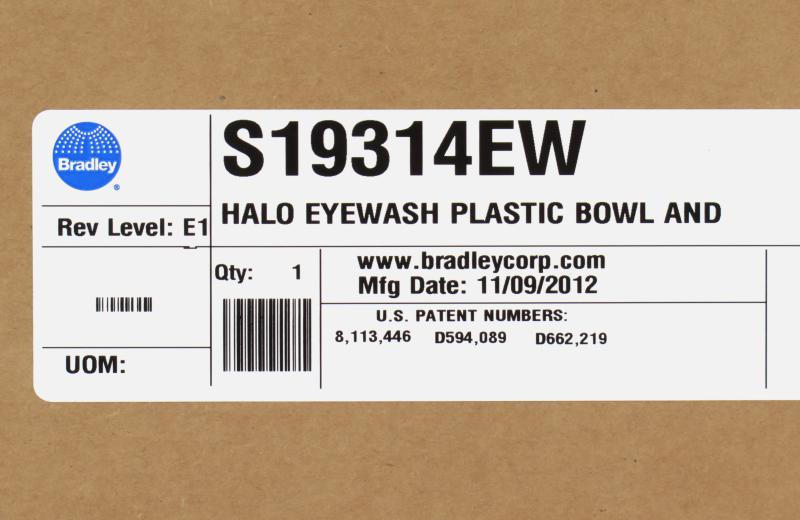 Bradley®
S19314EW
HALO EYEWASH PLASTIC BOWL AND
Rev Level: E1
Qty: 1
www.bradleycorp.com
Mfg Date: 11/09/2012
U.S. PATENT NUMBERS:
8,113,446 D594,089 D662,219
UOM: